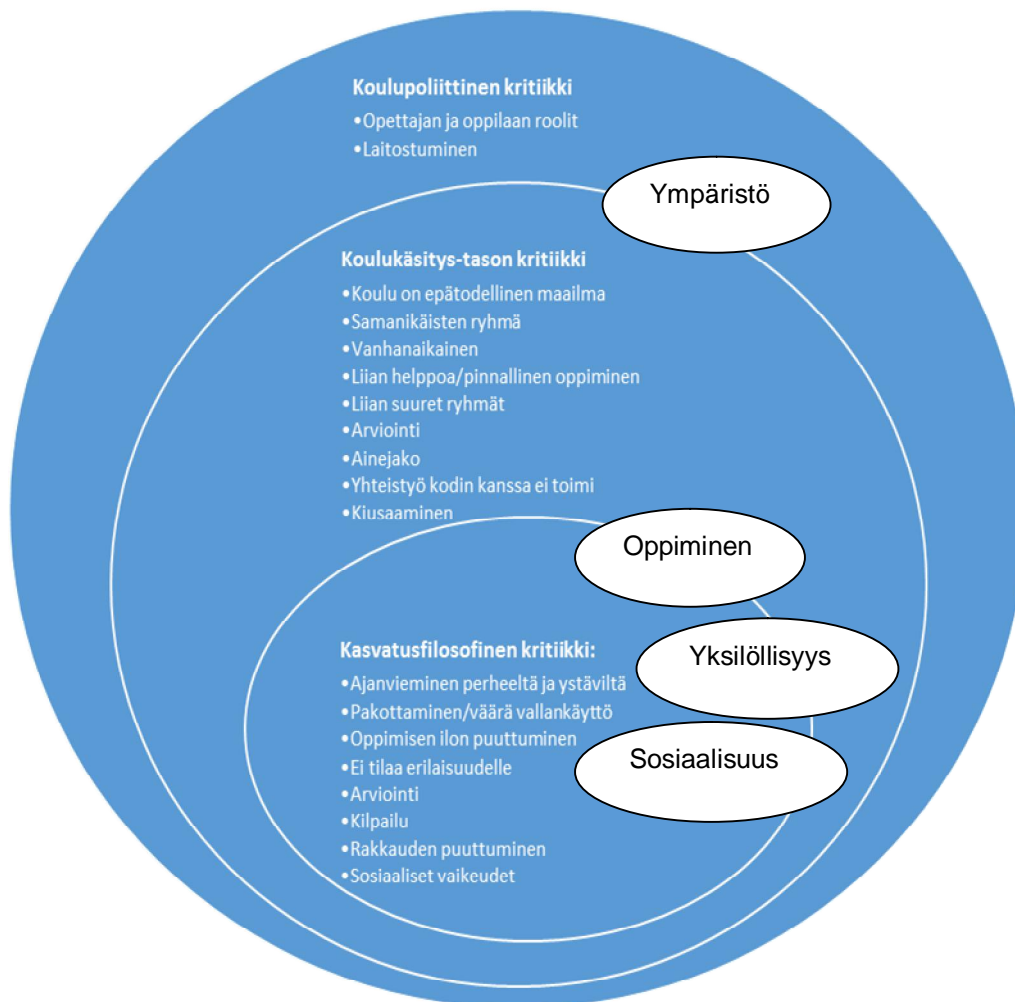 Koulupoliittinen kritiikki
•Opettajan ja oppilaan roolit
•Laitostuminen
Ympäristö
Koulukäsitys-tason kritiikki
•Koulu on epätodellinen maailma
•Samanikäisten ryhmä
•Vanhanaikainen
•Liian helppoa/pinnallinen oppiminen
•Liian suuret ryhmät
•Arviointi
•Ainejako
•Yhteistyö kodin kanssa ei toimi
•Kiusaaminen
Oppiminen
Kasvatusfilosofinen kritiikki:
Yksilöllisyys
•Ajanvieminen perheeltä ja ystäviltä
•Pakottaminen/väärä vallankäyttö
•Oppimisen ilon puuttuminen
Sosiaalisuus
•Ei tilaa erilaisuudelle
•Arviointi
•Kilpailu
•Rakkauden puuttuminen
•Sosiaaliset vaikeudet